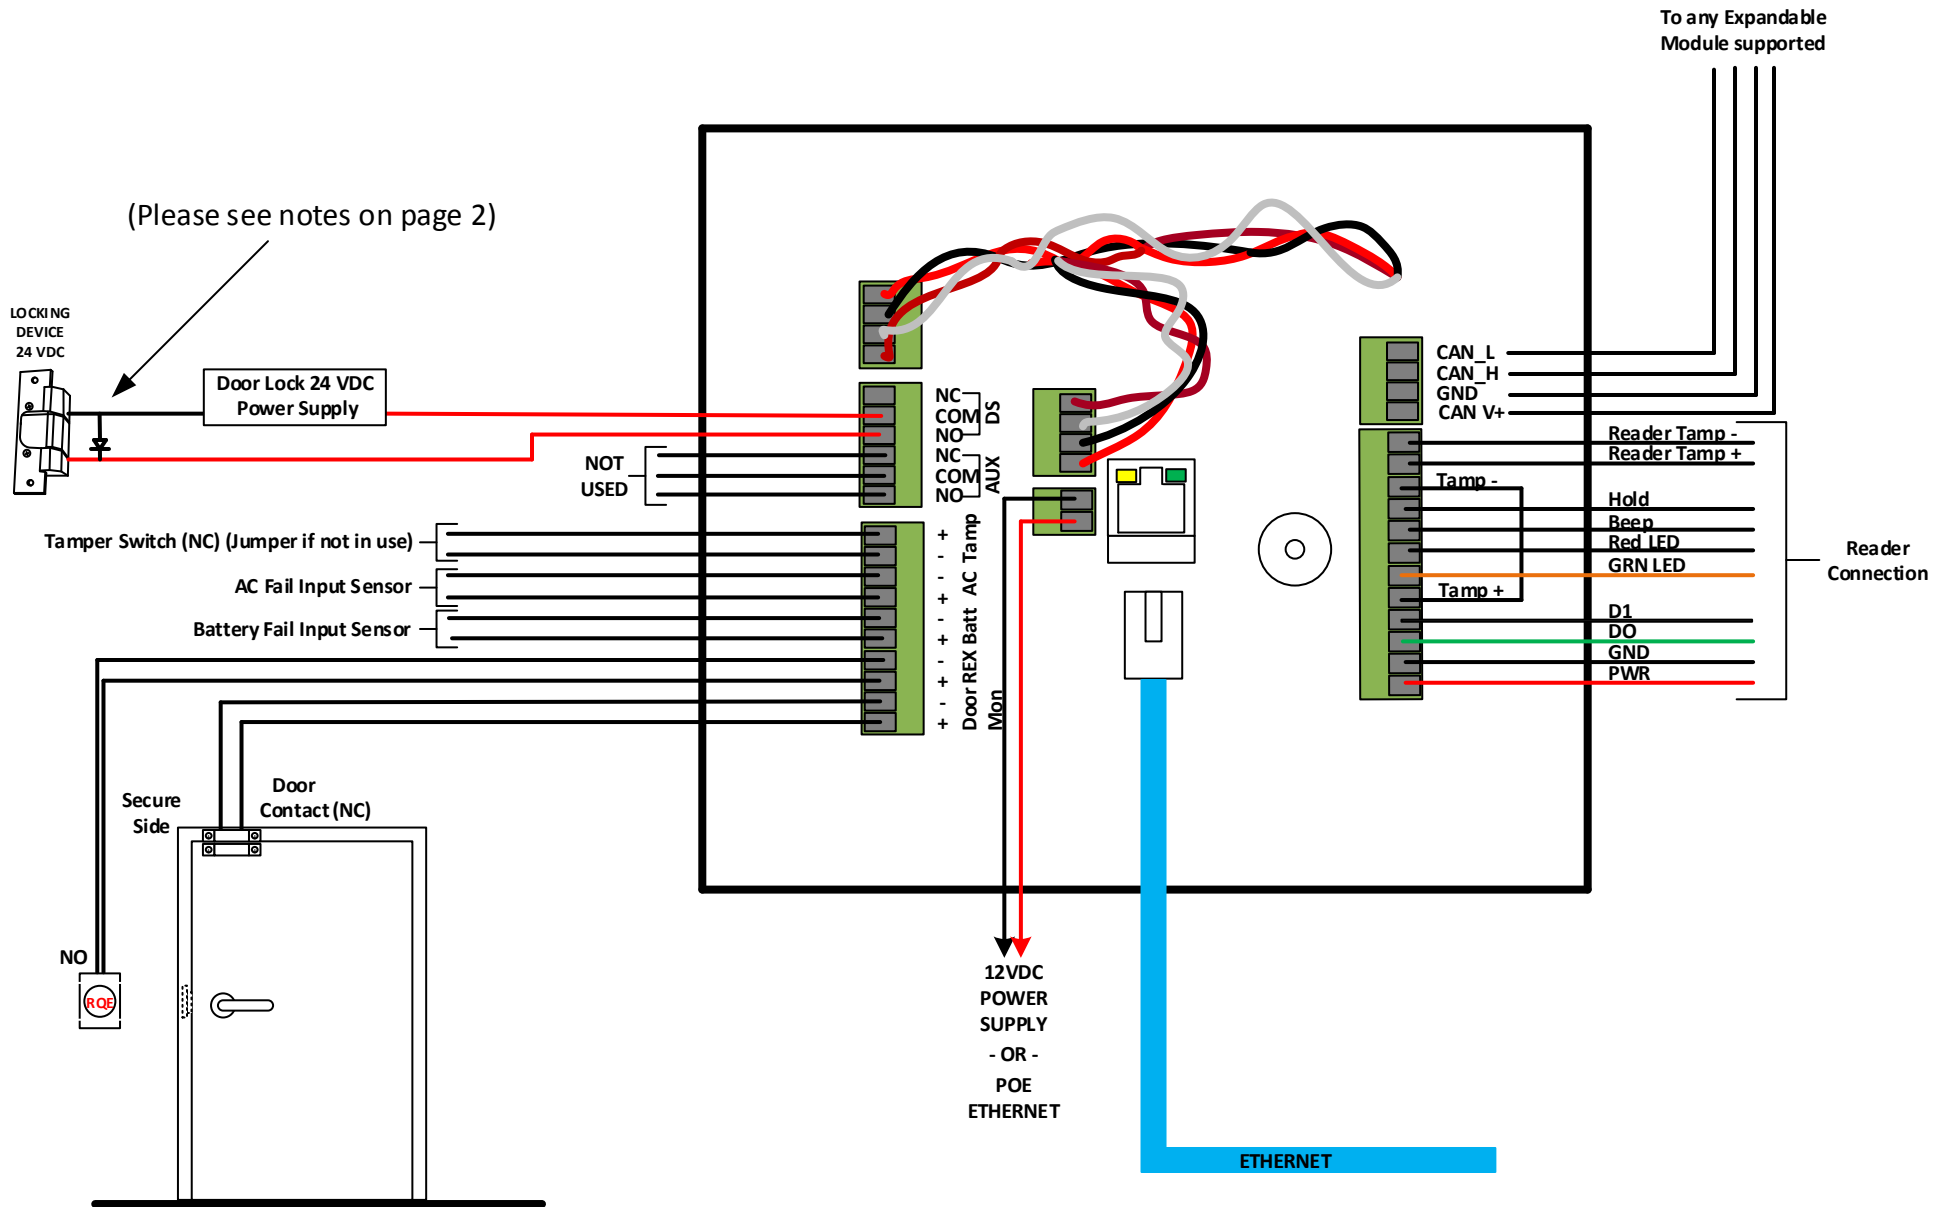 To any Expandable
Module supported
(Please see notes on page 2)
LOCKING
DEVICE
24 VDC
Door Lock 24 VDC
Power Supply
NC
COM
NO
DS
NC
COM
NO
AUX
NOT
USED
Tamper Switch (NC) (Jumper if not in use)
AC Fail Input Sensor
Battery Fail Input Sensor
+
-
-
+
-
+
-
+
-
+
Tamp
AC
Batt
REX
Door
Mon
CAN_L
CAN_H
GND
CAN V+
Reader Tamp -
Reader Tamp +
Tamp -
Hold
Beep
Red LED
GRN LED
Tamp +
D1
DO
GND
PWR
Reader
Connection
Secure
Side
Door
Contact (NC)
NO
RQE
12VDC
POWER
SUPPLY
- OR -
POE
ETHERNET
ETHERNET